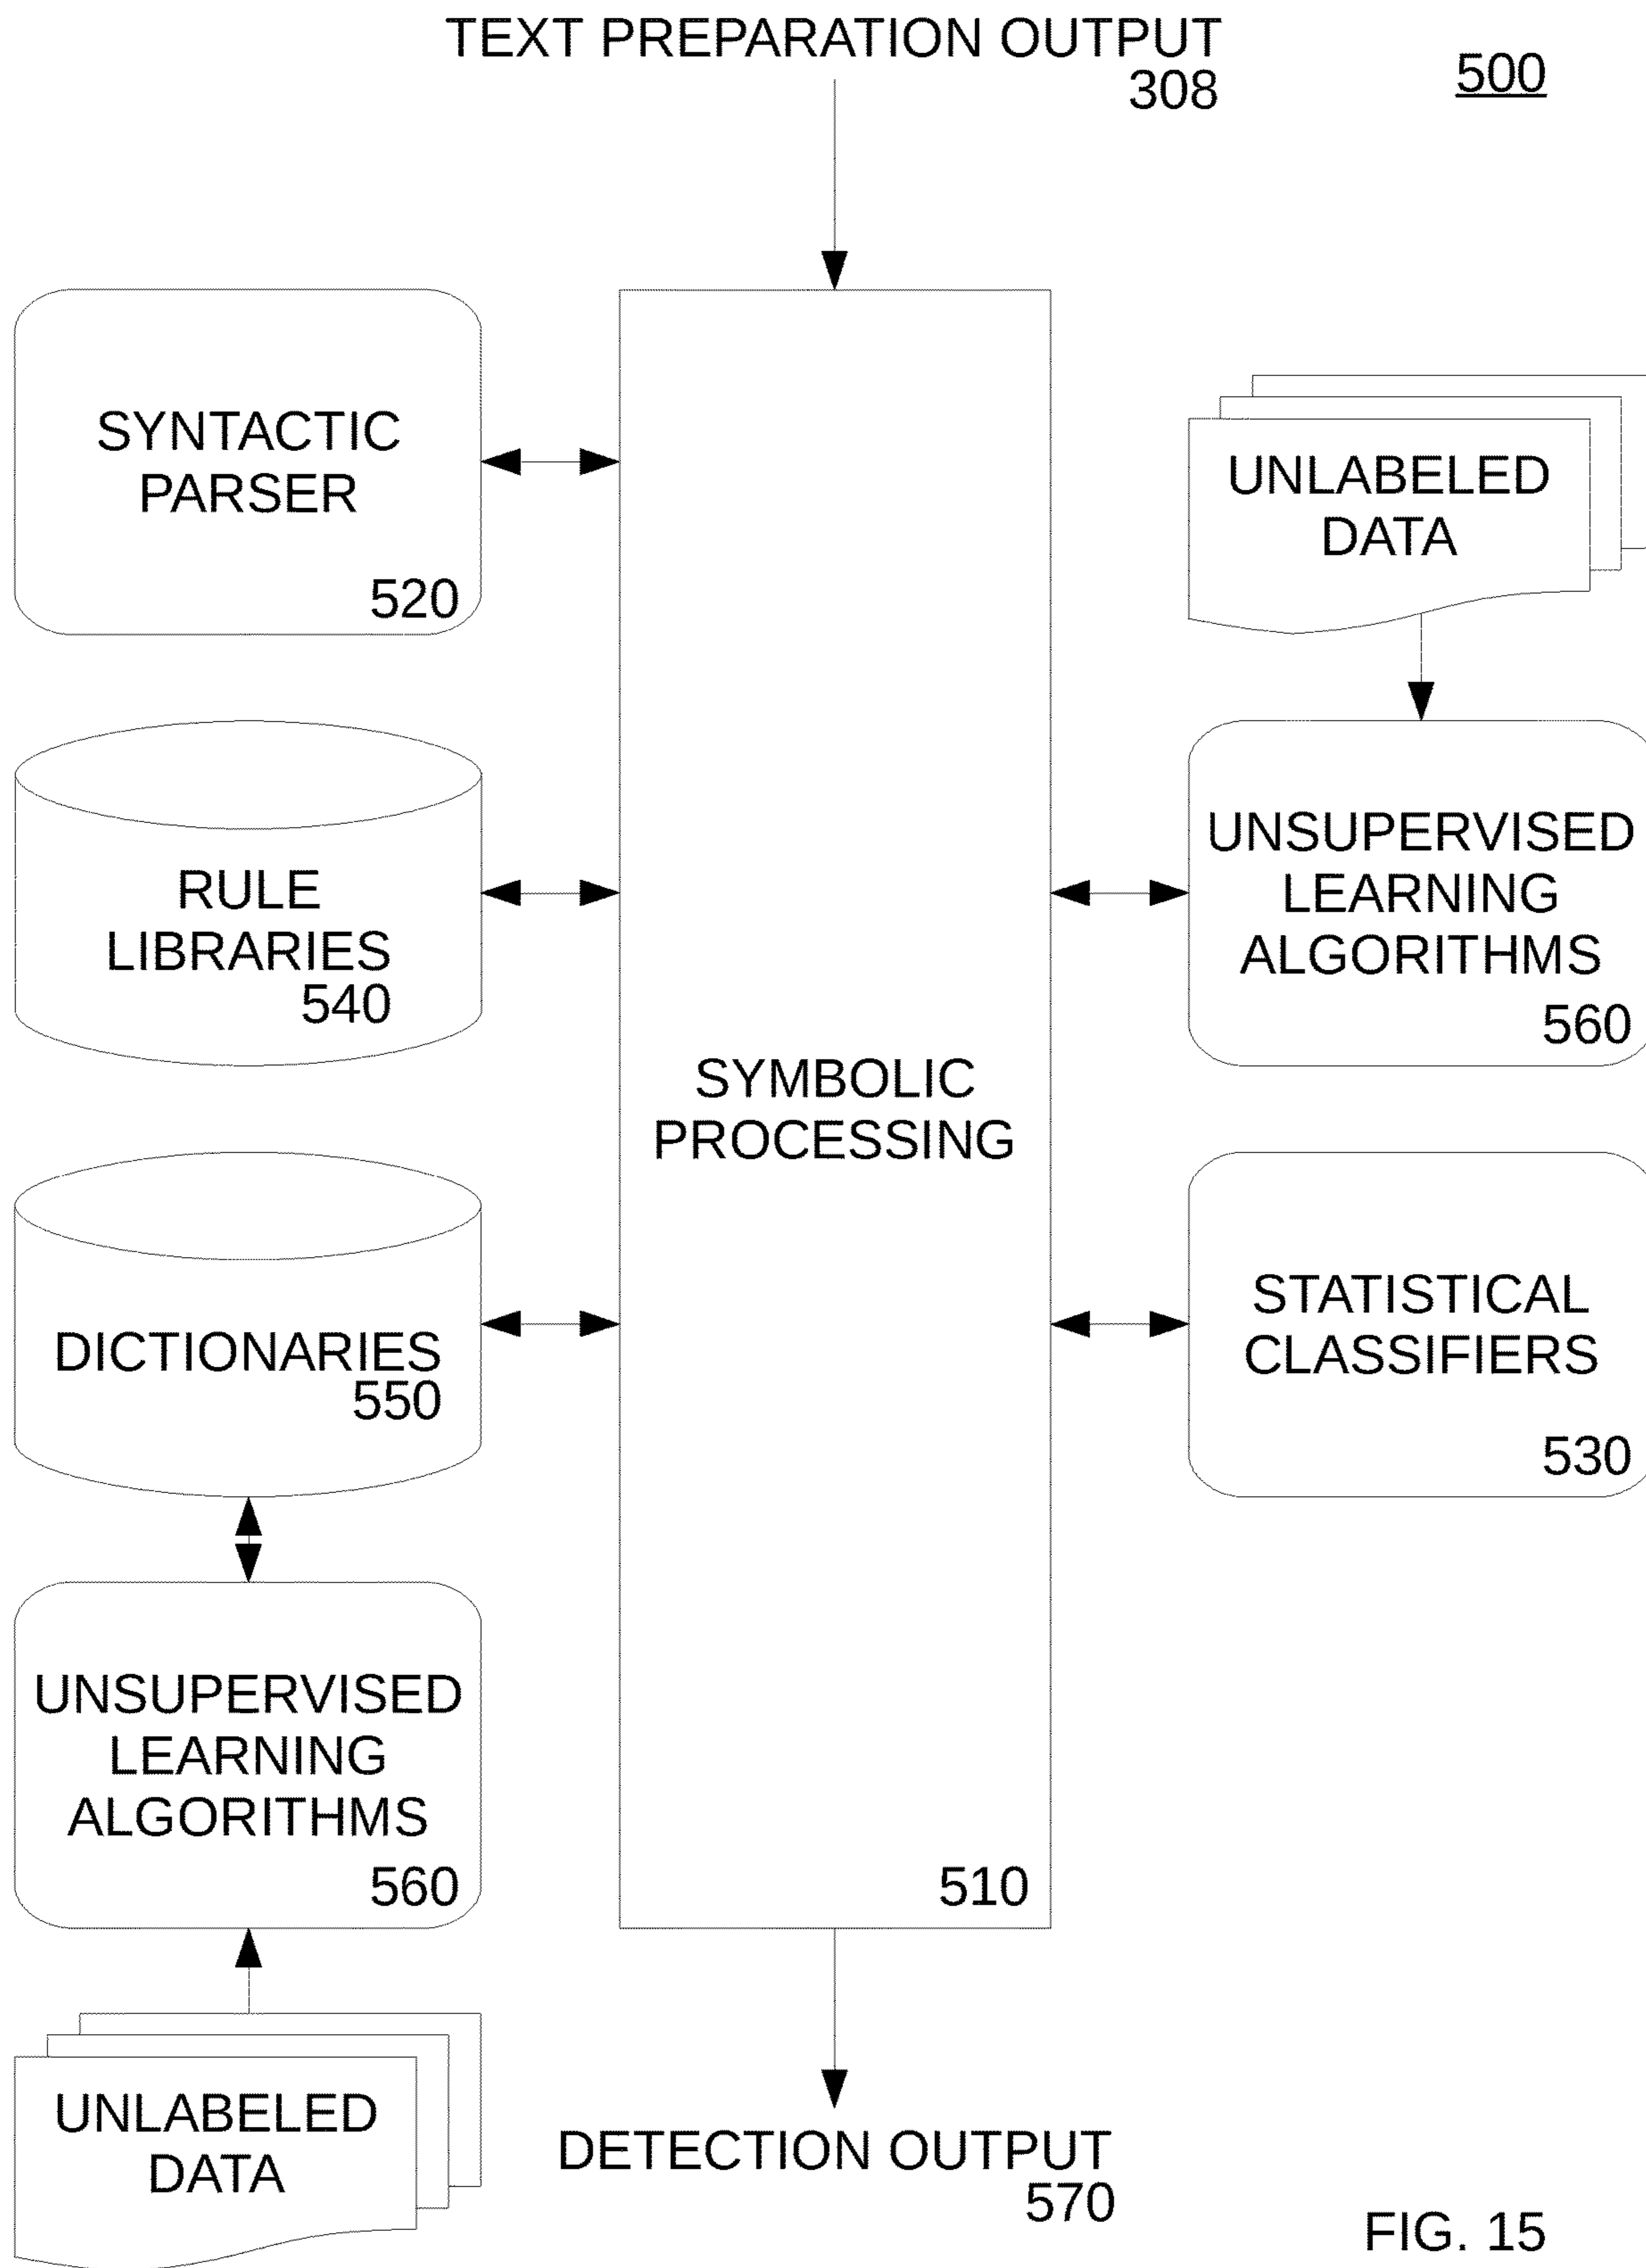 TEXT PREPARATION OUTPUT
308
500
SYNTACTIC
PARSER
520
UNLABELED
DATA
RULE
LIBRARIES
540
UNSUPERVISED
LEARNING
ALGORITHMS
560
SYMBOLIC
PROCESSING
510
DICTIONARIES
550
STATISTICAL
CLASSIFIERS
530
UNSUPERVISED
LEARNING
ALGORITHMS
560
UNLABELED
DATA
DETECTION OUTPUT
570
FIG. 15